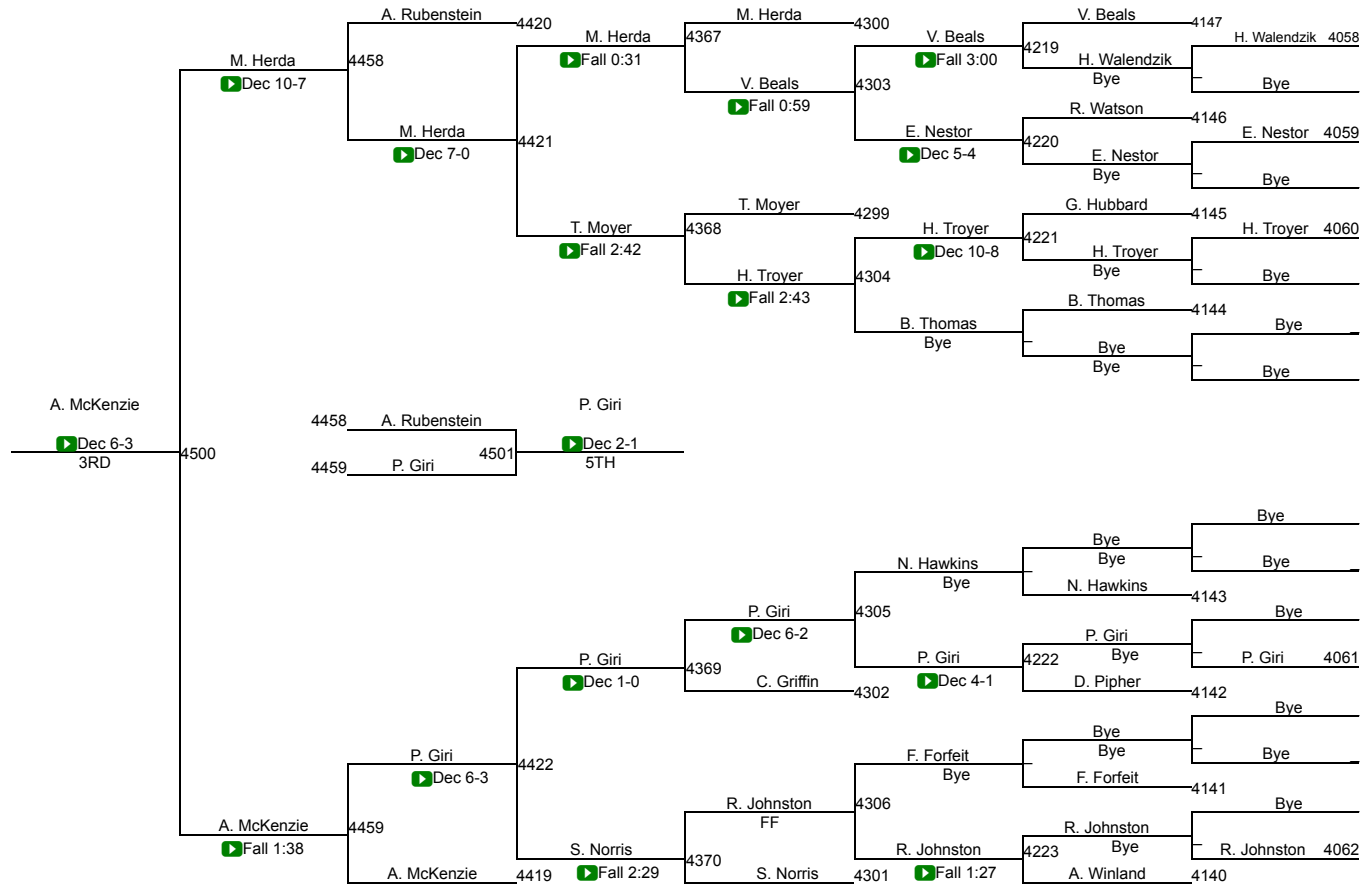 A. Rubenstein 4420
M. Herda 4458
Dec 10-7
M. Herda 4421
Dec 7-0
M. Herda 4367
Fall 0:31
T. Moyer 4368
Fall 2:42
M. Herda 4300
V. Beals 4303
Fall 0:59
T. Moyer 4299
H. Troyer 4304
Fall 2:43
V. Beals 4219
Fall 3:00
E. Nestor 4220
Dec 5-4
H. Troyer 4221
Dec 10-8
B. Thomas
Bye
V. Beals 4147
H. Walendzik
Bye
R. Watson 4146
E. Nestor
Bye
G. Hubbard 4145
H. Troyer
Bye
B. Thomas 4144
Bye
Bye
H. Walendzik 4058
Bye
E. Nestor 4059
Bye
H. Troyer 4060
Bye
Bye
Bye
A. McKenzie
Dec 6-3
3RD
4500
4458 A. Rubenstein
4459 P. Giri
4501
P. Giri
Dec 2-1
5TH
A. McKenzie 4459
Fall 1:38
P. Giri 4422
Dec 6-3
A. McKenzie 4419
P. Giri 4369
Dec 1-0
S. Norris 4370
Fall 2:29
P. Giri 4305
Dec 6-2
C. Griffin 4302
R. Johnston 4306
FF
S. Norris 4301
N. Hawkins
Bye
P. Giri 4222
Dec 4-1
F. Forfeit
Bye
R. Johnston 4223
Fall 1:27
Bye
Bye
N. Hawkins 4143
P. Giri
Bye
D. Pipher 4142
Bye
Bye
F. Forfeit 4141
R. Johnston
Bye
A. Winland 4140
Bye
Bye
Bye
P. Giri 4061
Bye
Bye
Bye
R. Johnston 4062